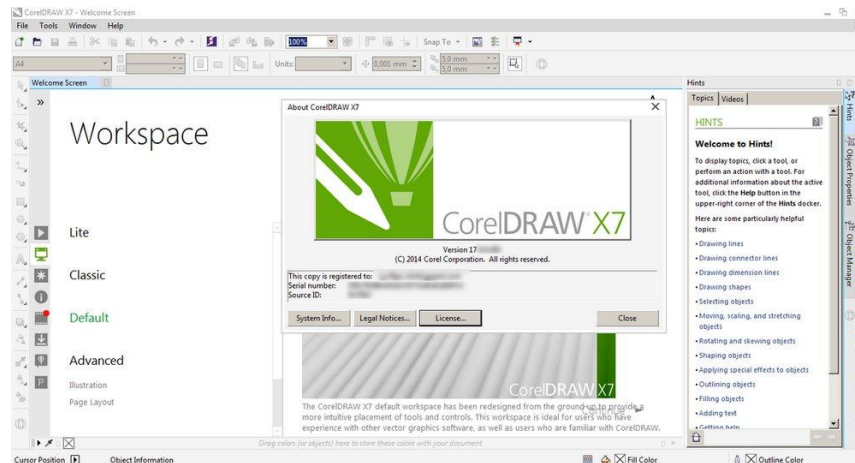 CorelDRAW X7 - Welcome Screen
File Tools Window Help
100% Snap To
A4 Units: 0,001 mm 5,0 mm
5,0 mm
Welcome Screen
Workspace
Lite
Classic
Default
Advanced
Illustration
Page Layout
About CorelDRAW X7
CorelDRAW X7
Version 17
(C) 2014 Corel Corporation. All rights reserved.
This copy is registered to:
Serial number:
Source ID:
System Info... Legal Notices... License... Close
CorelDRAW X7
The CorelDRAW X7 default workspace has been redesigned from the ground up to provide a
more intuitive placement of tools and controls. This workspace is ideal for users who have
experience with other vector graphics software, as well as users who are familiar with CorelDRAW.
Continue
Drag colors (or objects) here to store these colors with your document
Hints
Topics Videos
HINTS
Welcome to Hints!
To display topics, click a tool, or
perform an action with a tool. For
additional information about the active
tool, click the Help button in the
upper-right corner of the Hints docker.
Here are some particularly helpful
topics:
•Drawing lines
•Drawing connector lines
•Drawing dimension lines
•Drawing shapes
•Selecting objects
•Moving, scaling, and stretching
objects
•Rotating and skewing objects
•Shaping objects
•Applying special effects to objects
•Outlining objects
•Filling objects
•Adding text
•Getting help
Hints
Object Properties
Object Manager
Cursor Position Object Information Fill Color Outline Color